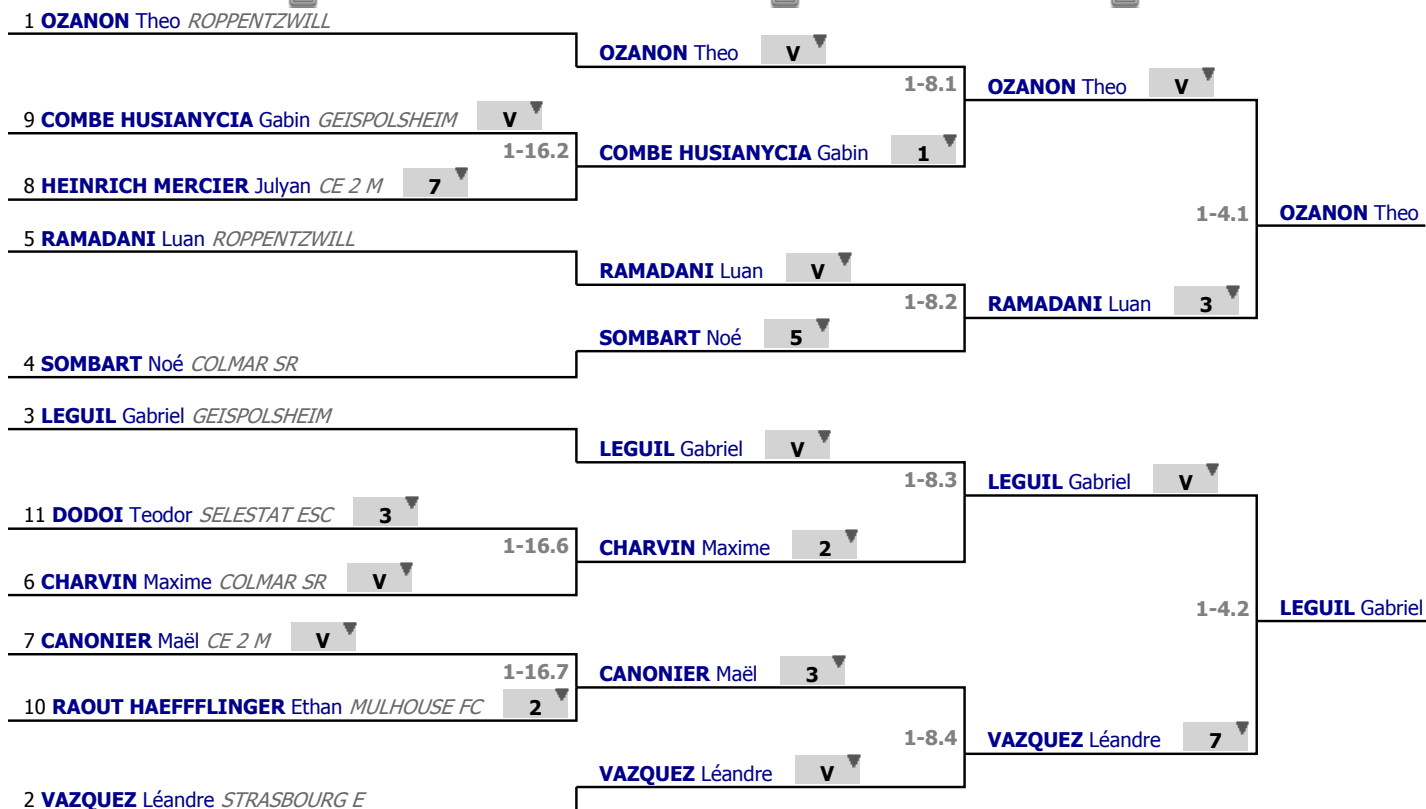 1 OZANON Theo ROPPENTZWILL
OZANON Theo V
1-8.1
OZANON Theo V
9 COMBE HUSIANYCIA Gabin GEISPOLSHEIM V
1-16.2
COMBE HUSIANYCIA Gabin 1
8 HEINRICH MERCIER Julyan CE 2 M 7
1-4.1
OZANON Theo
5 RAMADANI Luan ROPPENTZWILL
RAMADANI Luan V
1-8.2
RAMADANI Luan 3
SOMBART Noé 5
4 SOMBART Noé COLMAR SR
3 LEGUIL Gabriel GEISPOLSHEIM
LEGUIL Gabriel V
1-8.3
LEGUIL Gabriel V
11 DODOI Teodor SELESTAT ESC 3
1-16.6
CHARVIN Maxime 2
6 CHARVIN Maxime COLMAR SR V
1-4.2
LEGUIL Gabriel
7 CANONIER Maël CE 2 M V
1-16.7
CANONIER Maël 3
10 RAOUT HAEFFFLINGER Ethan MULHOUSE FC 2
1-8.4
VAZQUEZ Léandre 7
VAZQUEZ Léandre V
2 VAZQUEZ Léandre STRASBOURG E